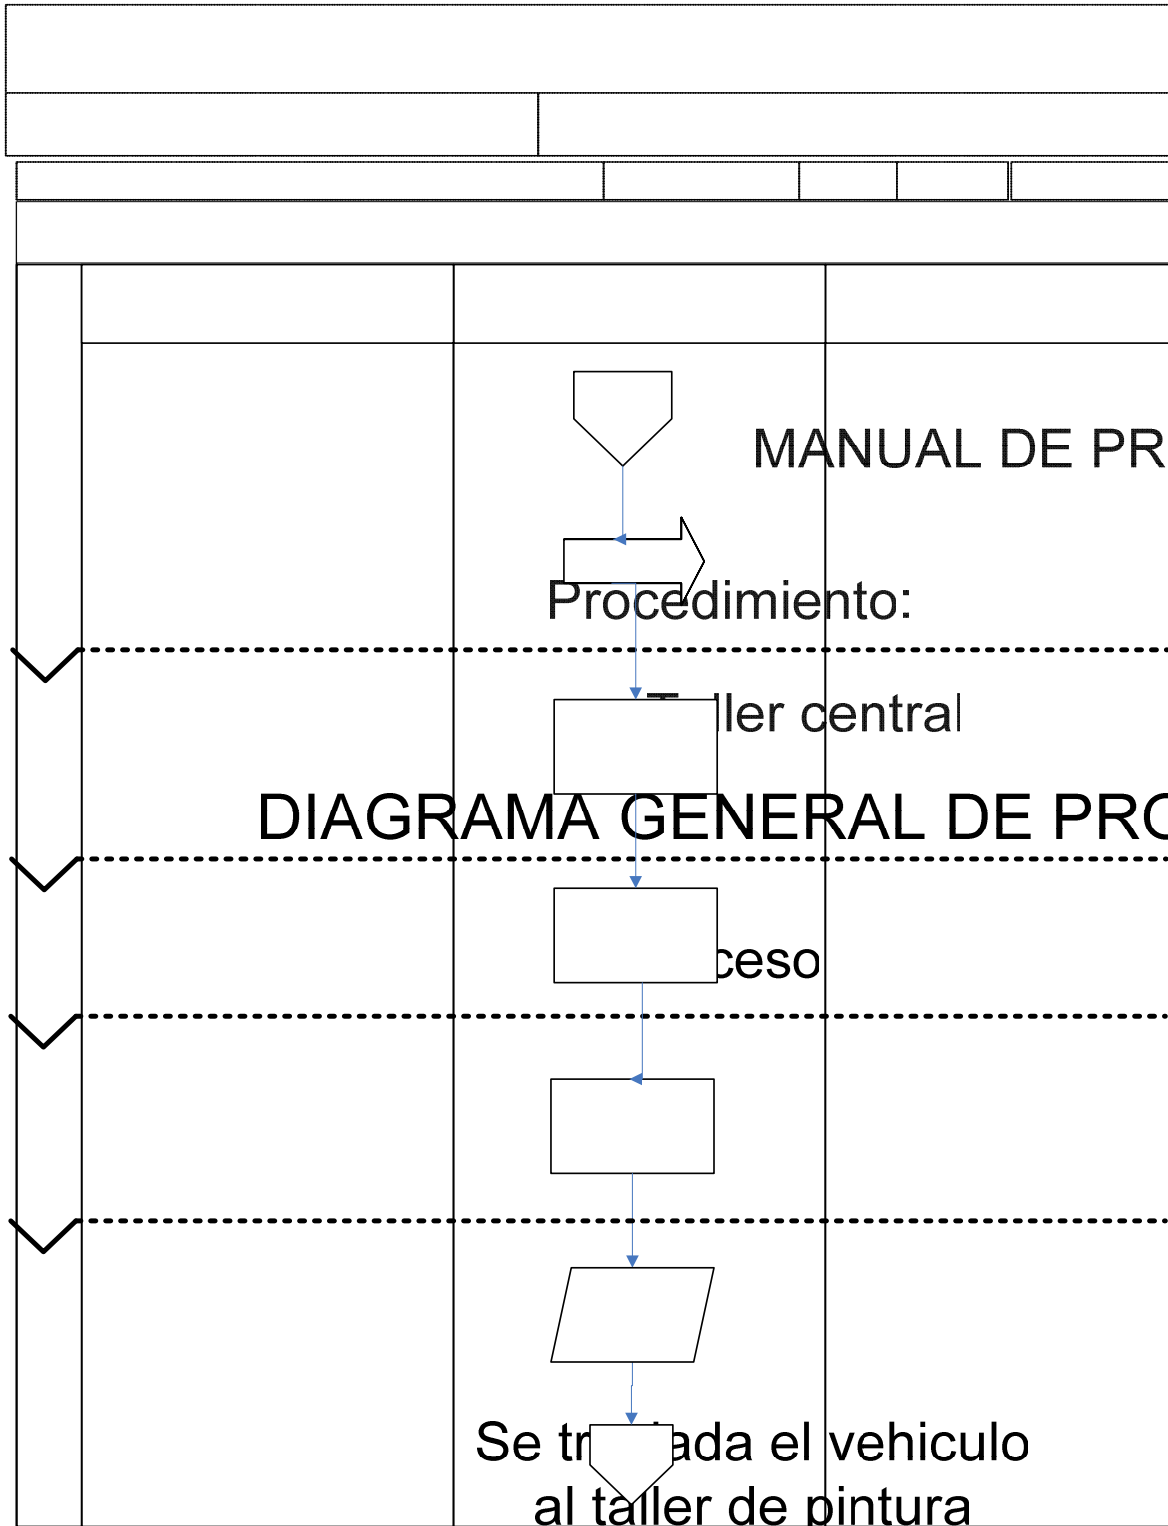 MANUAL DE PR
Procedimiento:
ller central
DIAGRAMA GENERAL DE PRO
ceso
Se tr ada el vehiculo
al taller de pintura